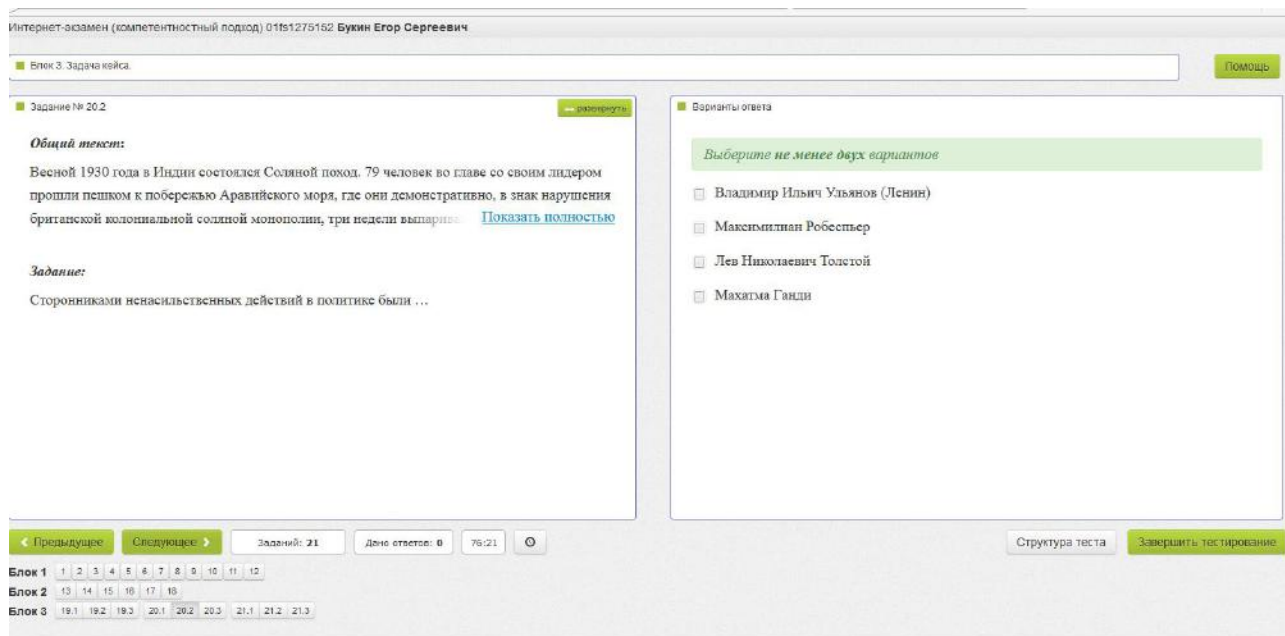 Интернет-экзамен (компетентностный подход) 01fs1275152 Букин Егор Сергеевич
Блок 3. Задача кейса.
Помощь
Задание № 20.2
развернуть
Общий текст:
Весной 1930 года в Индии состоялся Соляной поход. 79 человек во главе со своим лидером
прошли пешком к побережью Аравийского моря, где они демонстративно, в знак нарушения
британской колониальной соляной монополии, три недели Показать полностью
Задание:
Сторонниками ненасильственных действий в политике были …
Варианты ответа
Выберите не менее двух вариантов
Владимир Ильич Ульянов (Ленин)
Максимилиан Робеспьер
Лев Николаевич Толстой
Махатма Ганди
Предыдущее Следующее Заданий: 21 Дано ответов: 0 76:21 Структура теста Завершить тестирование
Блок 1 1 2 3 4 5 6 7 8 9 10 11 12
Блок 2 13 14 15 16 17 18
Блок 3 19.1 19.2 19.3 20.1 20.2 20.3 21.1 21.2 21.3